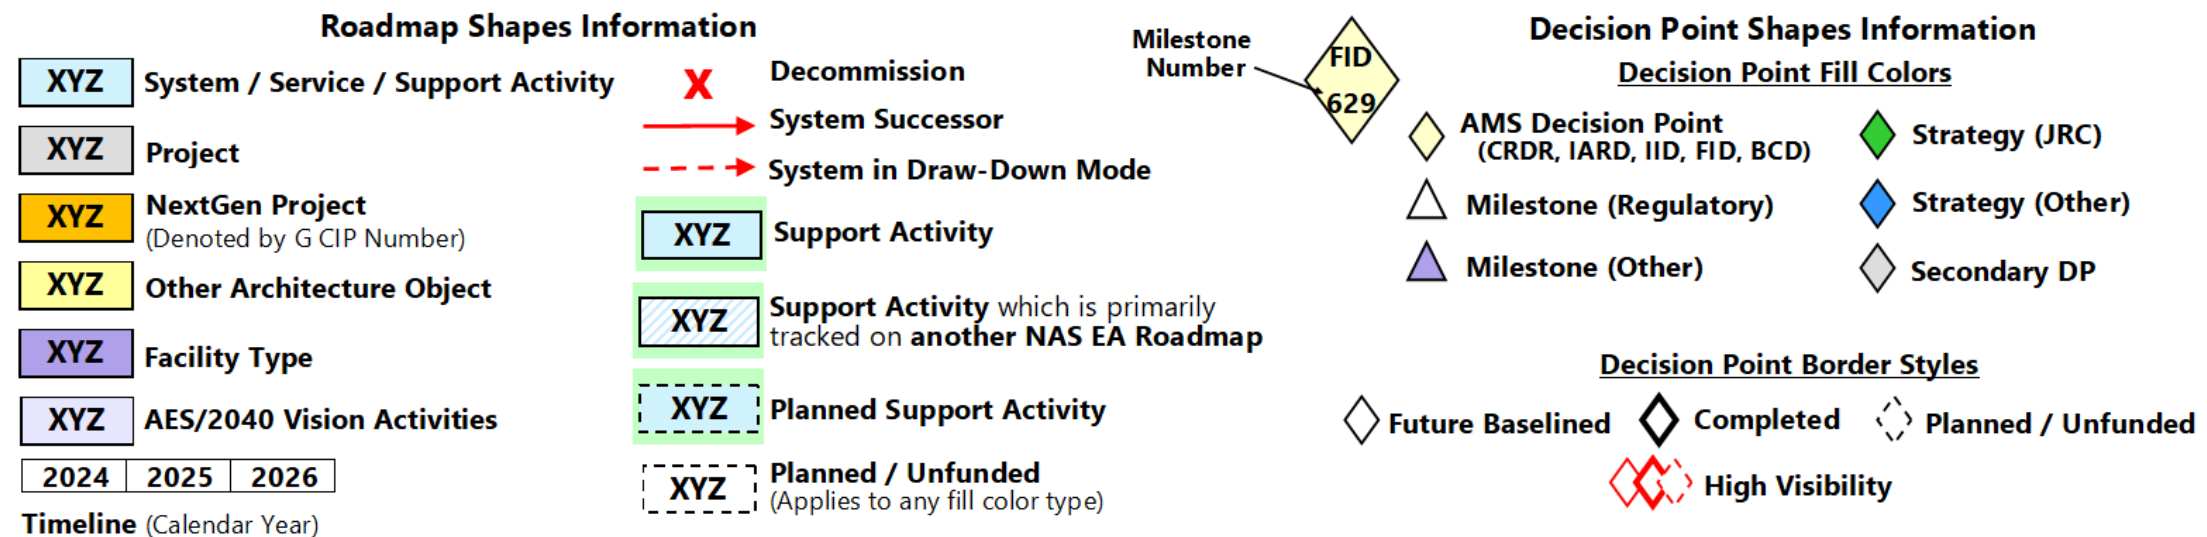 Roadmap Shapes Information
XYZ System / Service / Support Activity
XYZ Project
XYZ NextGen Project
(Denoted by G CIP Number)
XYZ Other Architecture Object
XYZ Facility Type
XYZ AES/2040 Vision Activities
2024 2025 2026
Timeline (Calendar Year)
X Decommission
System Successor
System in Draw-Down Mode
XYZ Support Activity
XYZ Support Activity which is primarily
tracked on another NAS EA Roadmap
XYZ Planned Support Activity
XYZ Planned / Unfunded
(Applies to any fill color type)
Milestone
Number
FID
629
Decision Point Shapes Information
Decision Point Fill Colors
AMS Decision Point
(CRDR, IARD, IID, FID, BCD)
Milestone (Regulatory)
Milestone (Other)
Strategy (JRC)
Strategy (Other)
Secondary DP
Decision Point Border Styles
Future Baselined
Completed
Planned / Unfunded
High Visibility